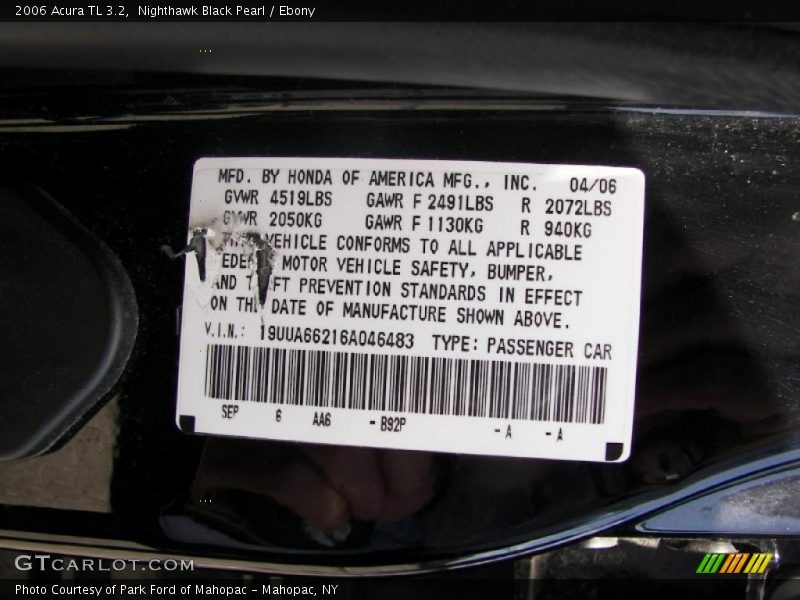 2006 Acura TL 3.2,  Nighthawk Black Pearl / Ebony
MFD. BY HONDA OF AMERICA MFG., INC. 04/06
GVWR 4519LBS GAWR F 2491LBS R 2072LBS
GVWR 2050KG GAWR F 1130KG R 940KG
VEHICLE CONFORMS TO ALL APPLICABLE
MOTOR VEHICLE SAFETY, BUMPER,
AND PREVENTION STANDARDS IN EFFECT
ON DATE OF MANUFACTURE SHOWN ABOVE.
V.I.N.: 19UUA66216A046483 TYPE: PASSENGER CAR
SEP 6 AA6 - B92P - A - A
GTCARLOT.COM
Photo Courtesy of Park Ford of Mahopac – Mahopac, NY